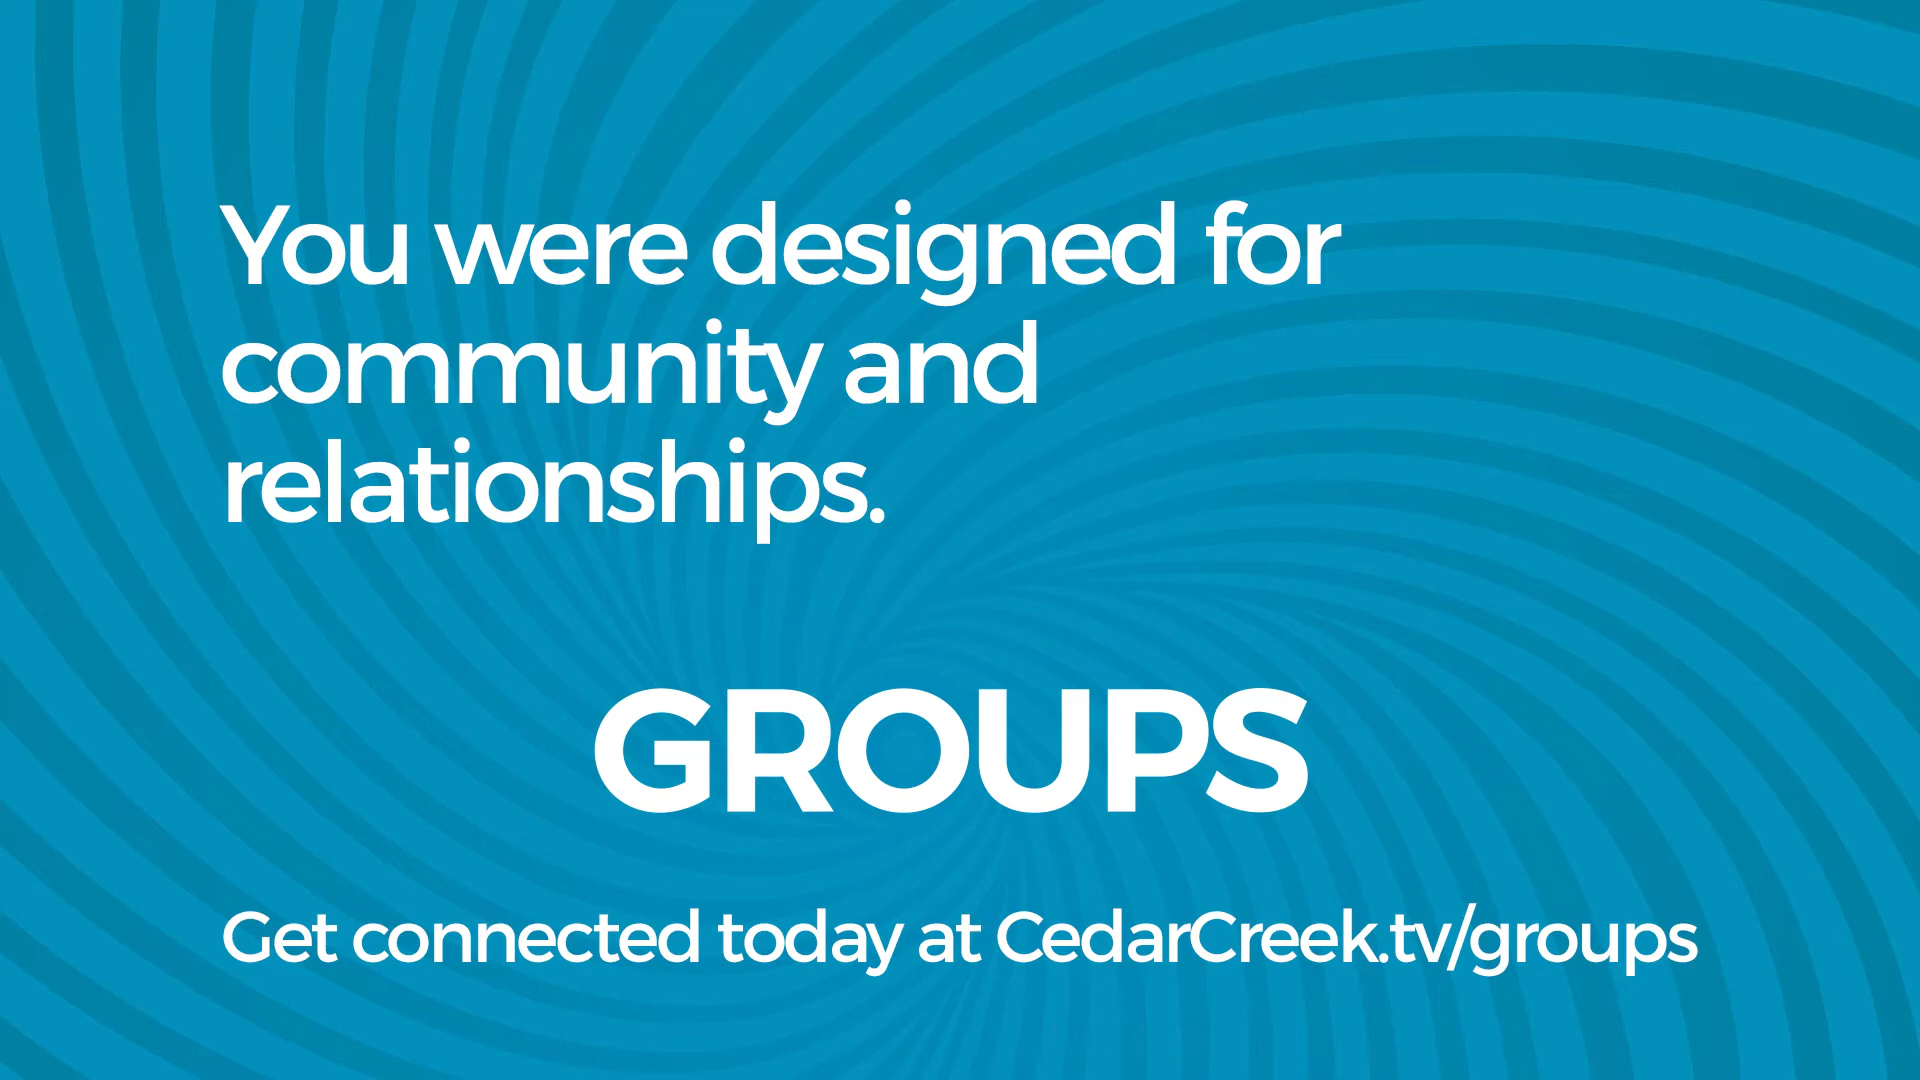 You were designed for
community and
relationships.
GROUPS
Get connected today at CedarCreek.tv/groups